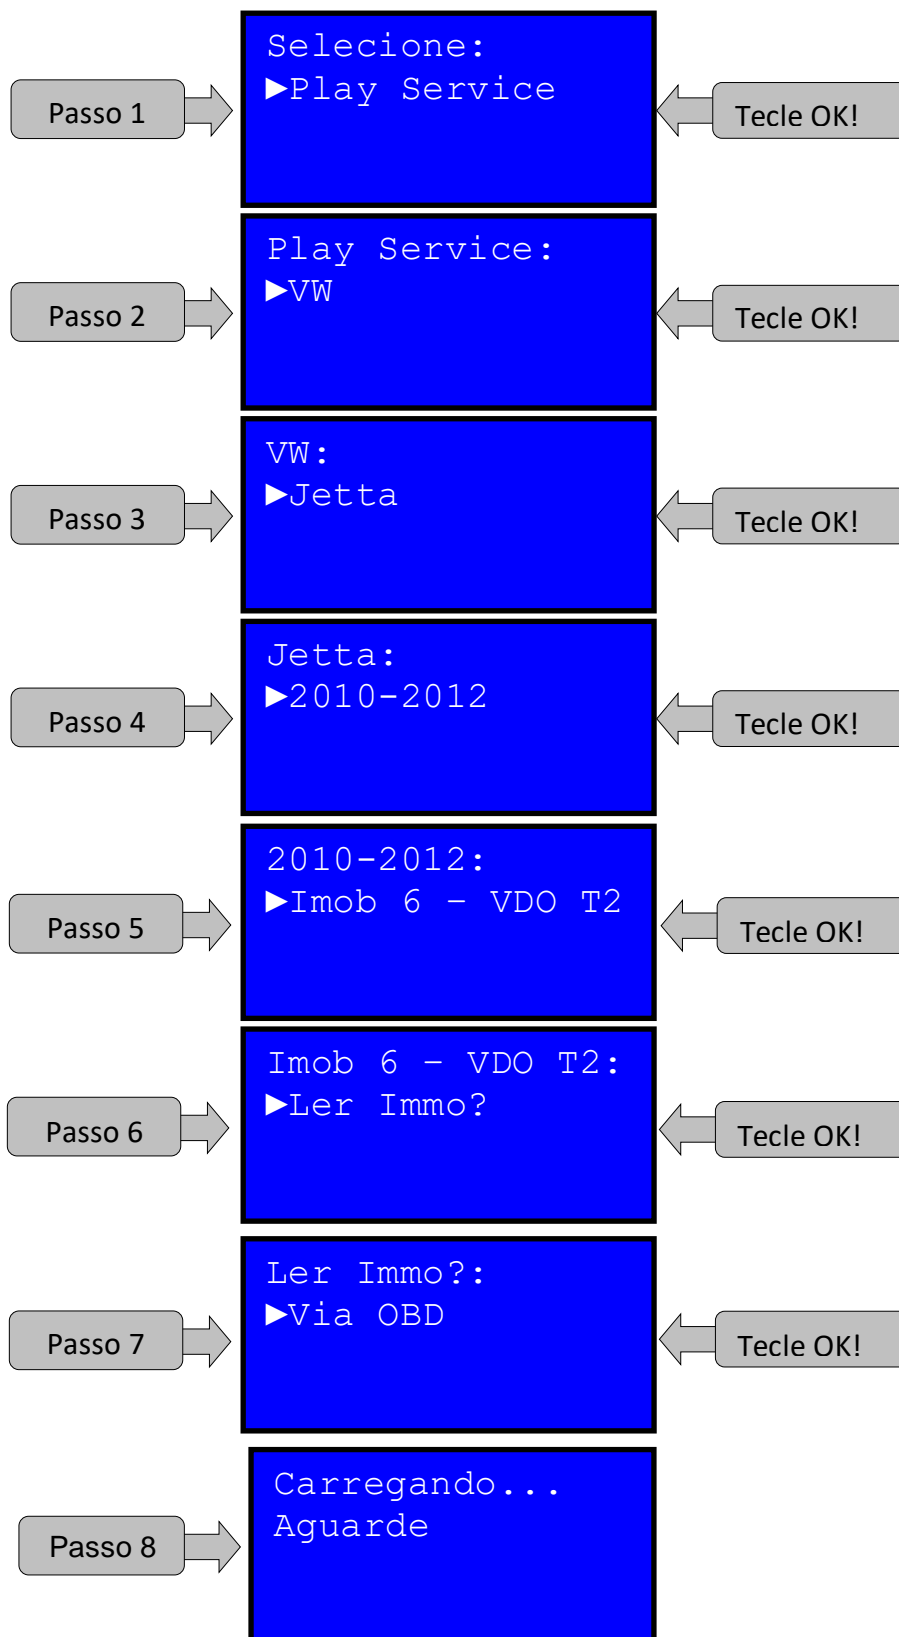 Selecione:
Passo 1
►Play Service
Tecle OK!
Play Service:
Passo 2
►VW
Tecle OK!
VW:
Passo 3
►Jetta
Tecle OK!
Jetta:
Passo 4
►2010-2012
Tecle OK!
2010-2012:
Passo 5
►Imob 6 – VDO T2
Tecle OK!
Imob 6 – VDO T2:
Passo 6
►Ler Immo?
Tecle OK!
Ler Immo?:
Passo 7
►Via OBD
Tecle OK!
Carregando...
Passo 8
Aguarde